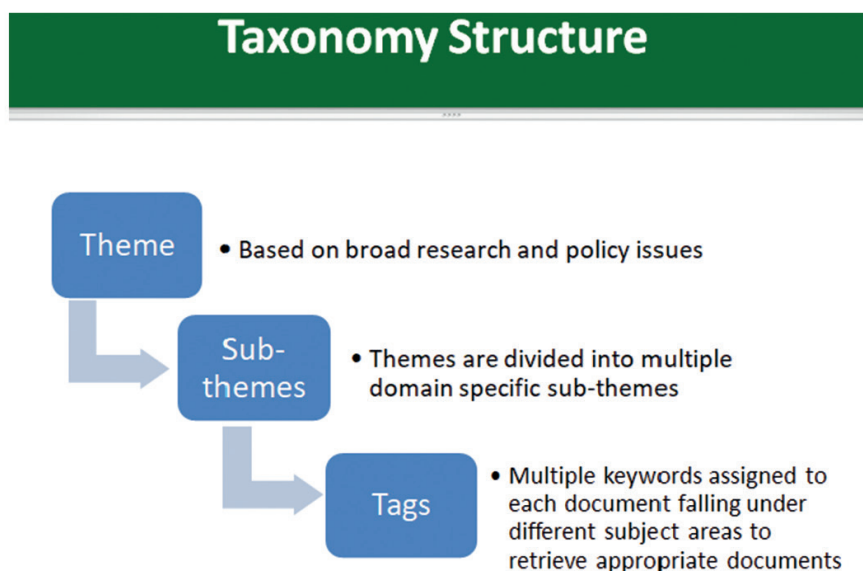 Taxonomy Structure
Theme
• Based on broad research and policy issues
Sub-
themes
• Themes are divided into multiple
domain specific sub-themes
Tags
• Multiple keywords assigned to
each document falling under
different subject areas to
retrieve appropriate documents